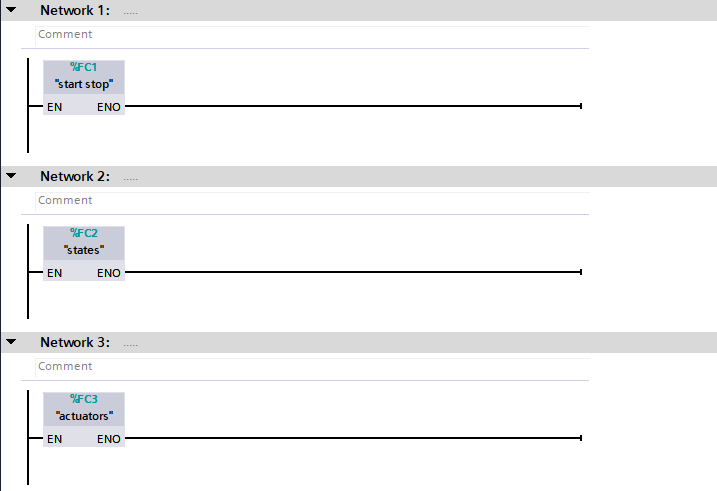 Network 1: .....
Comment
%FC1
"start stop"
EN ENO
Network 2: .....
Comment
%FC2
"states"
EN ENO
Network 3: .....
Comment
%FC3
"actuators"
EN ENO